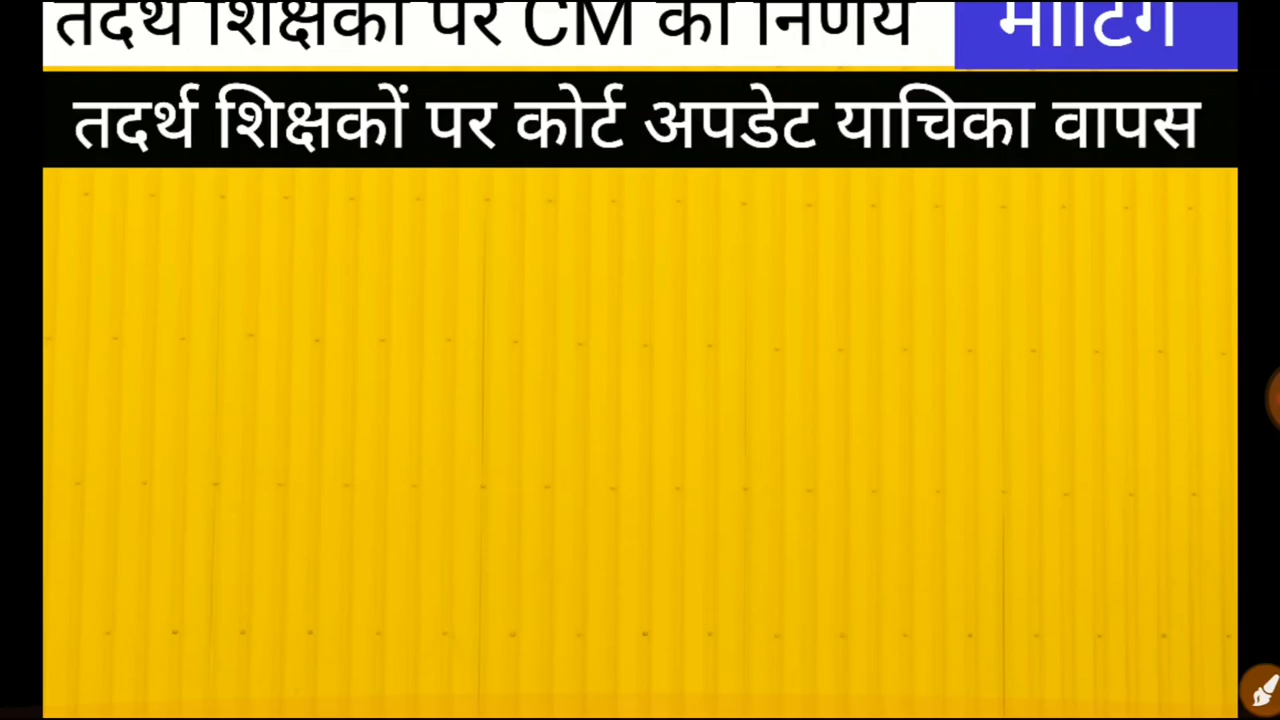 तदर्थ शिक्षकों पर CM का निर्णय मीटिंग
तदर्थ शिक्षकों पर कोर्ट अपडेट याचिका वापस